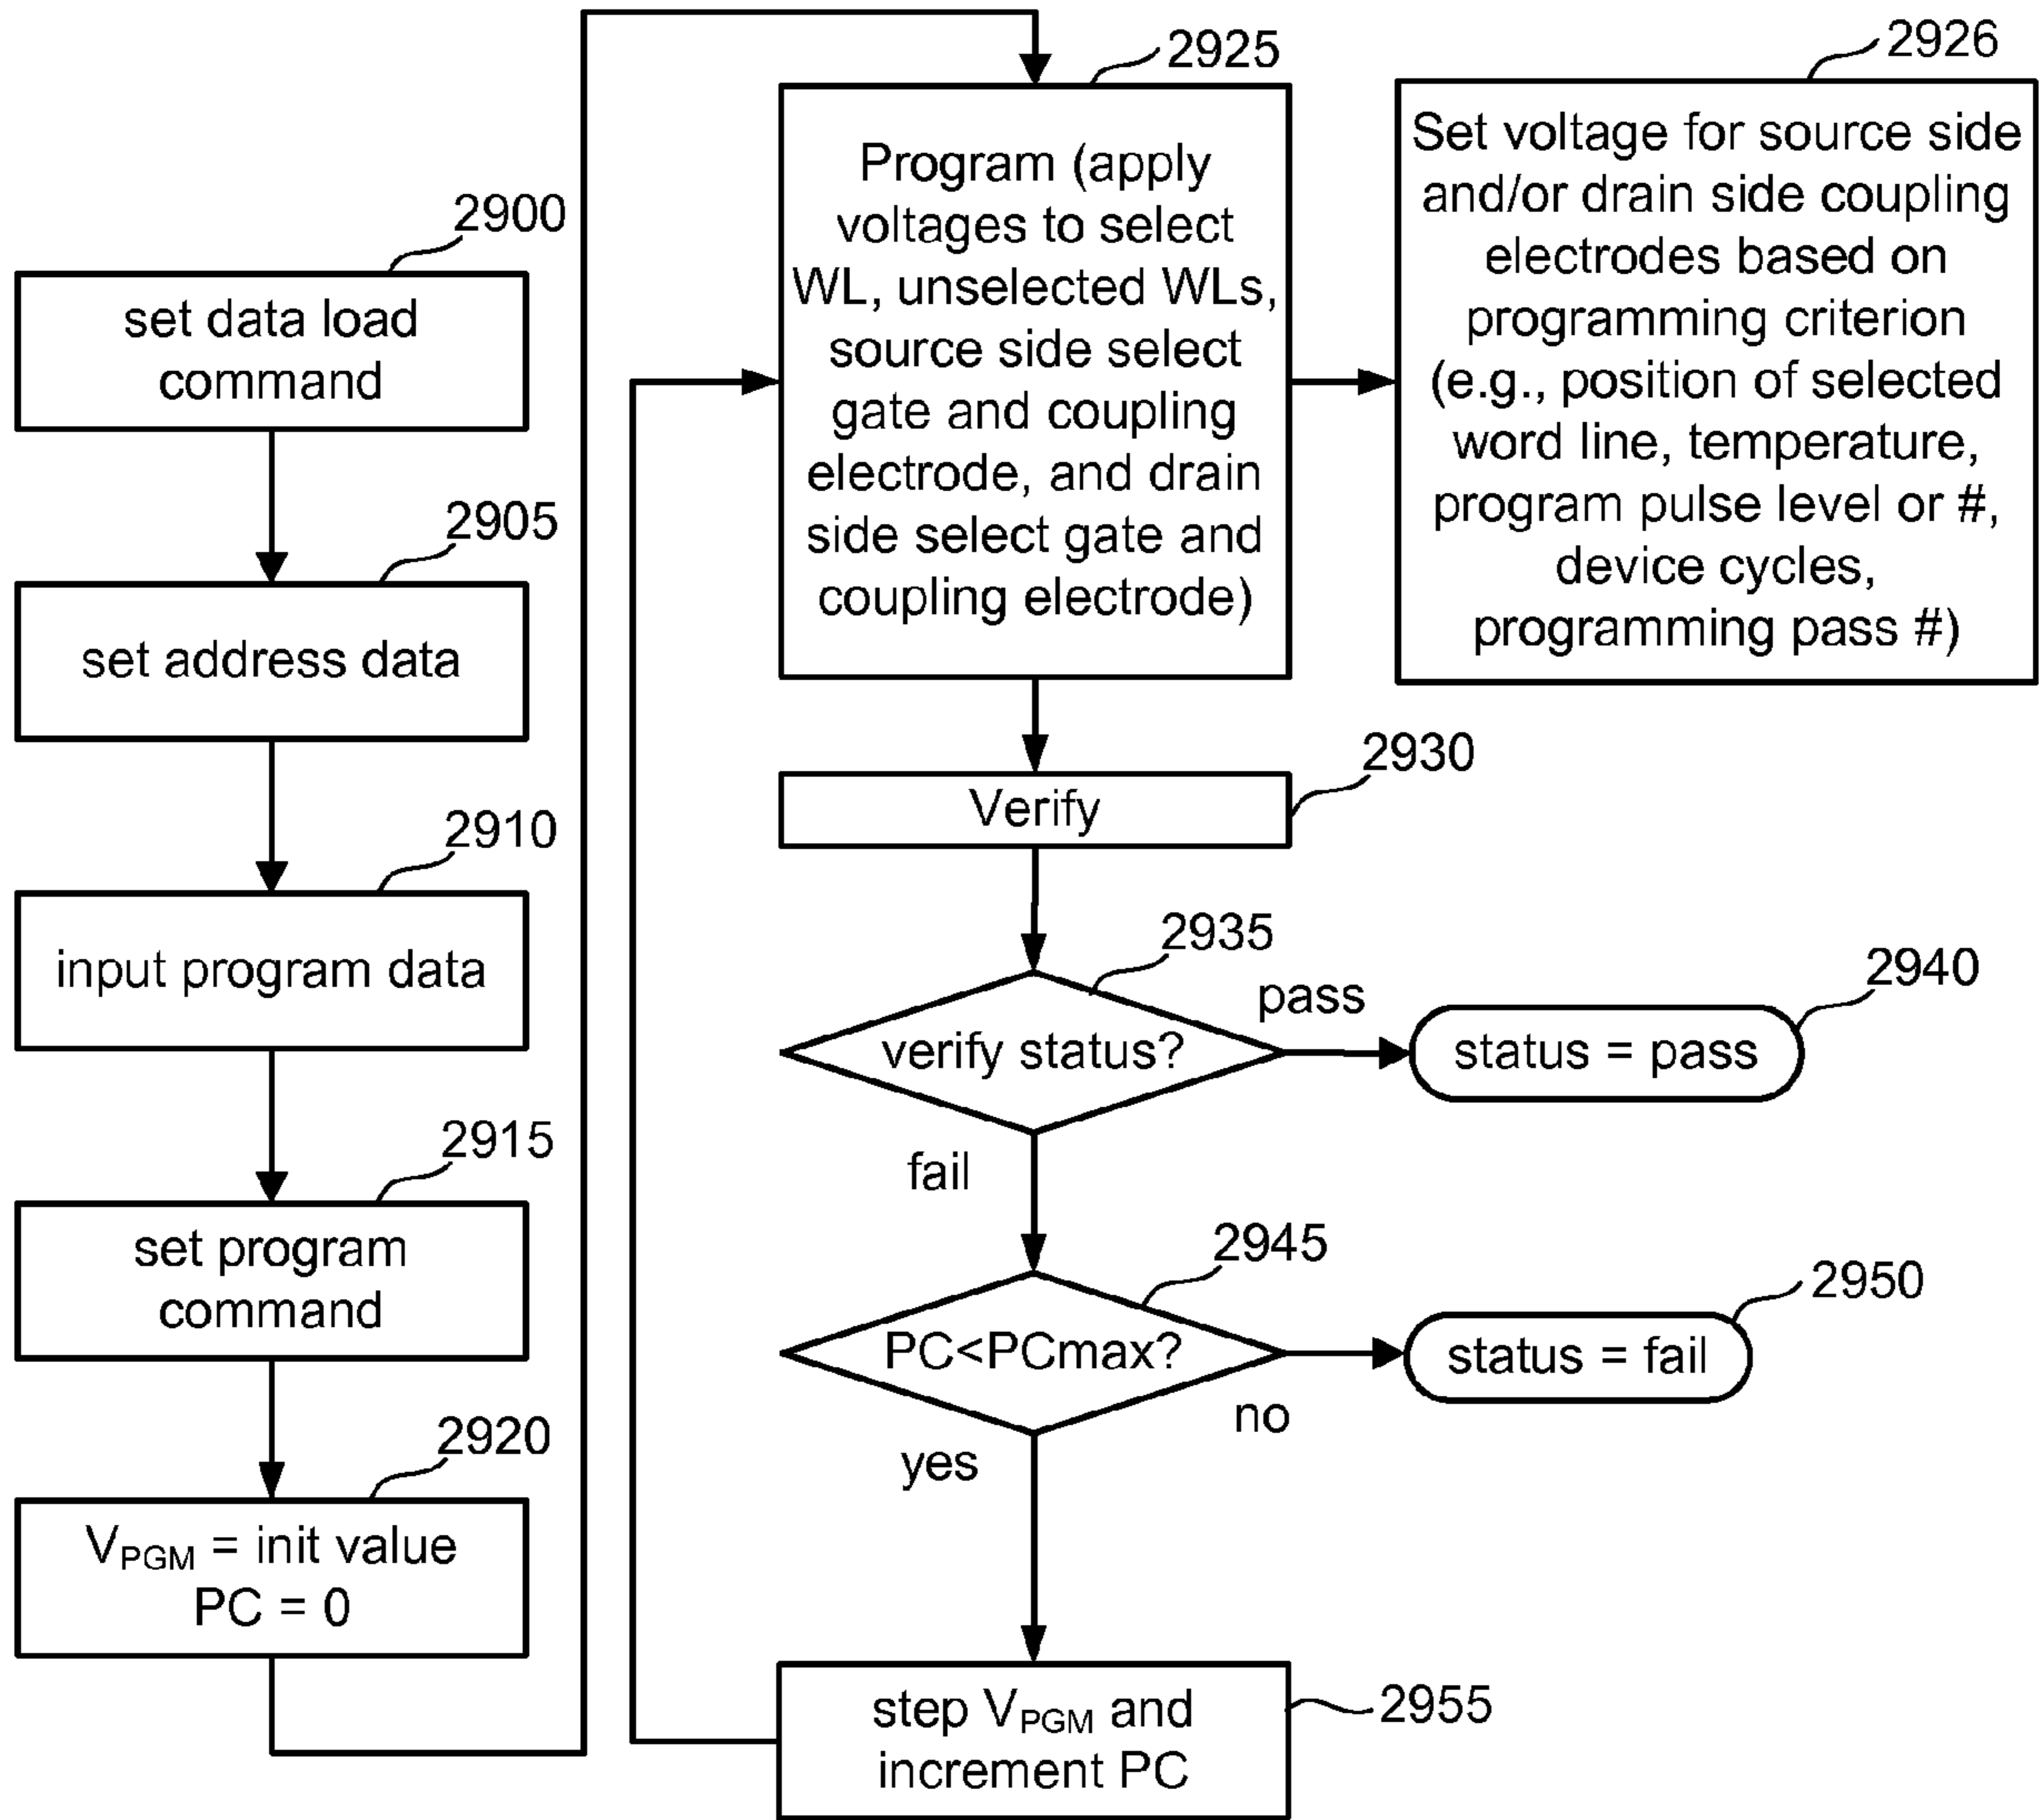 2900
set data load
command
2905
set address data
2910
input program data
2915
set program
command
2920
VPGM = init value
PC = 0
2925
Program (apply
voltages to select
WL, unselected WLs,
source side select
gate and coupling
electrode, and drain
side select gate and
coupling electrode)
2926
Set voltage for source side
and/or drain side coupling
electrodes based on
programming criterion
(e.g., position of selected
word line, temperature,
program pulse level or #,
device cycles,
programming pass #)
2930
Verify
2935
verify status?
pass
2940
status = pass
fail
2945
PC<PCmax?
no
2950
status = fail
yes
2955
step VPGM and
increment PC